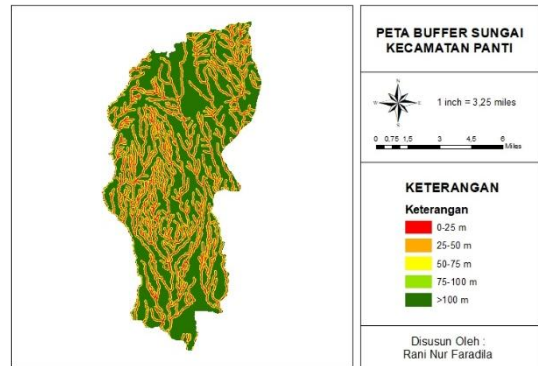 PETA BUFFER SUNGAI
KECAMATAN PANTI
N
W
E
S
1 inch = 3,25 miles
0 0,75 1,5 3 4,5 6
Miles
KETERANGAN
Keterangan
0-25 m
25-50 m
50-75 m
75-100 m
>100 m
Disusun Oleh :
Rani Nur Faradila